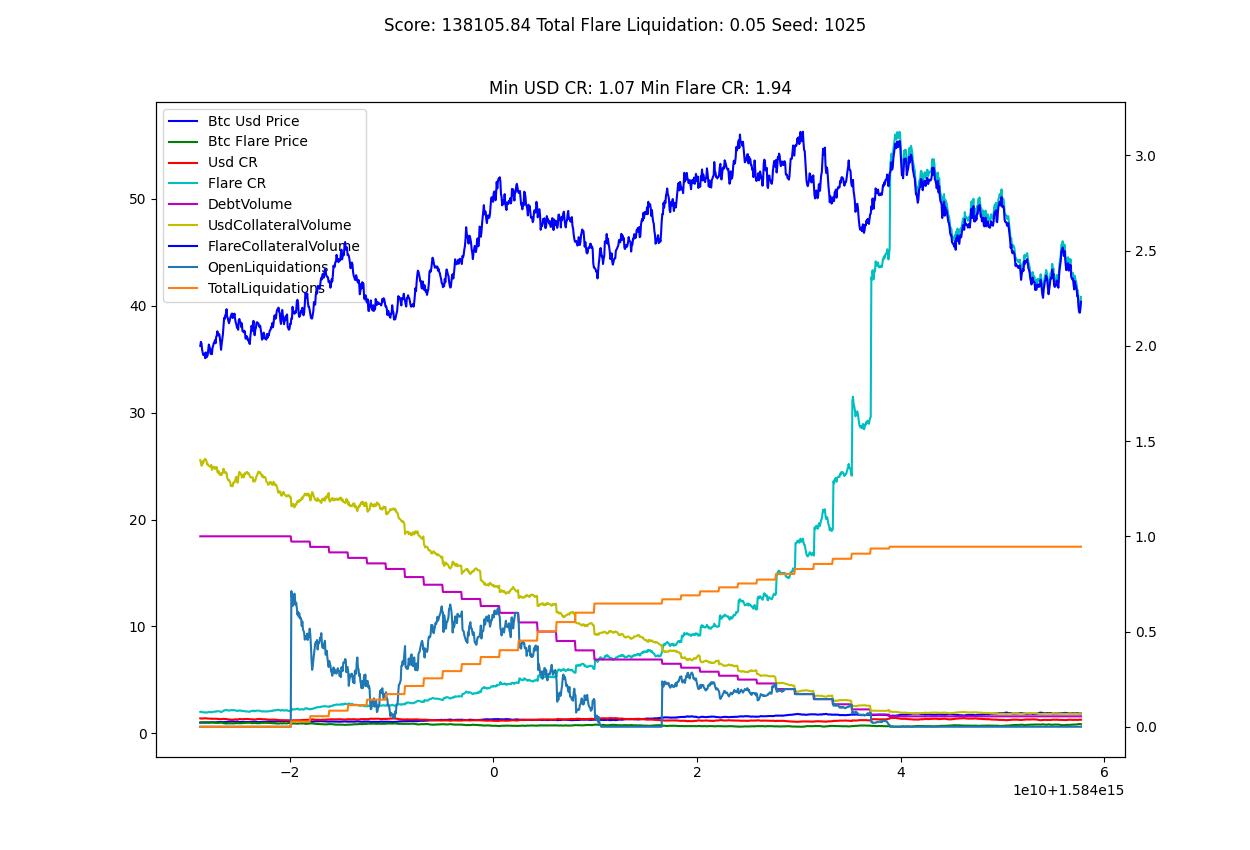 Score: 138105.84 Total Flare Liquidation: 0.05 Seed: 1025
Min USD CR: 1.07 Min Flare CR: 1.94
Btc Usd Price
Btc Flare Price
Usd CR
Flare CR
DebtVolume
UsdCollateralVolume
FlareCollateralVolume
OpenLiquidations
TotalLiquidations
50
40
30
20
10
0
3.0
2.5
2.0
1.5
1.0
0.5
0.0
−2
0
2
4
6
1e10+1.584e15